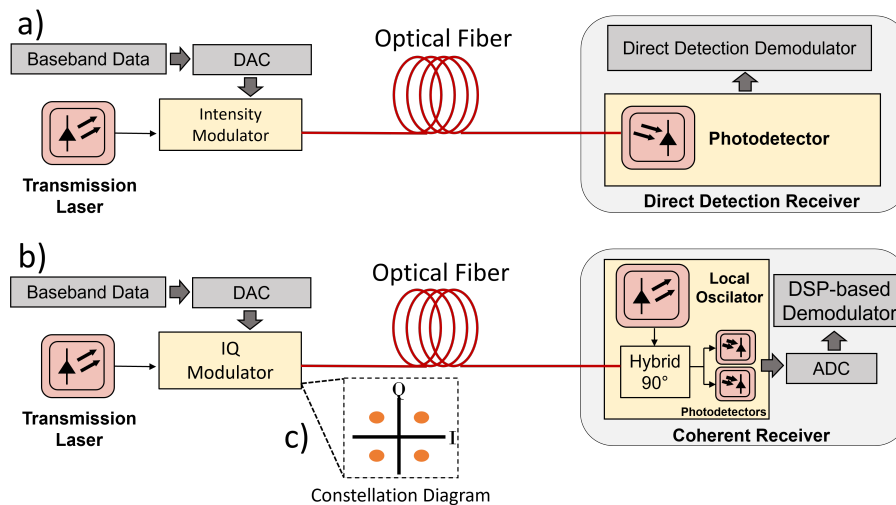 a)
Optical Fiber
Baseband Data
DAC
Intensity
Modulator
Transmission
Laser
Direct Detection Demodulator
Photodetector
Direct Detection Receiver
b)
Optical Fiber
Baseband Data
DAC
IQ
Modulator
Transmission
Laser
Local
Oscilator
Hybrid
90°
Photodetectors
DSP-based
Demodulator
ADC
Coherent Receiver
c)
Q
I
Constellation Diagram